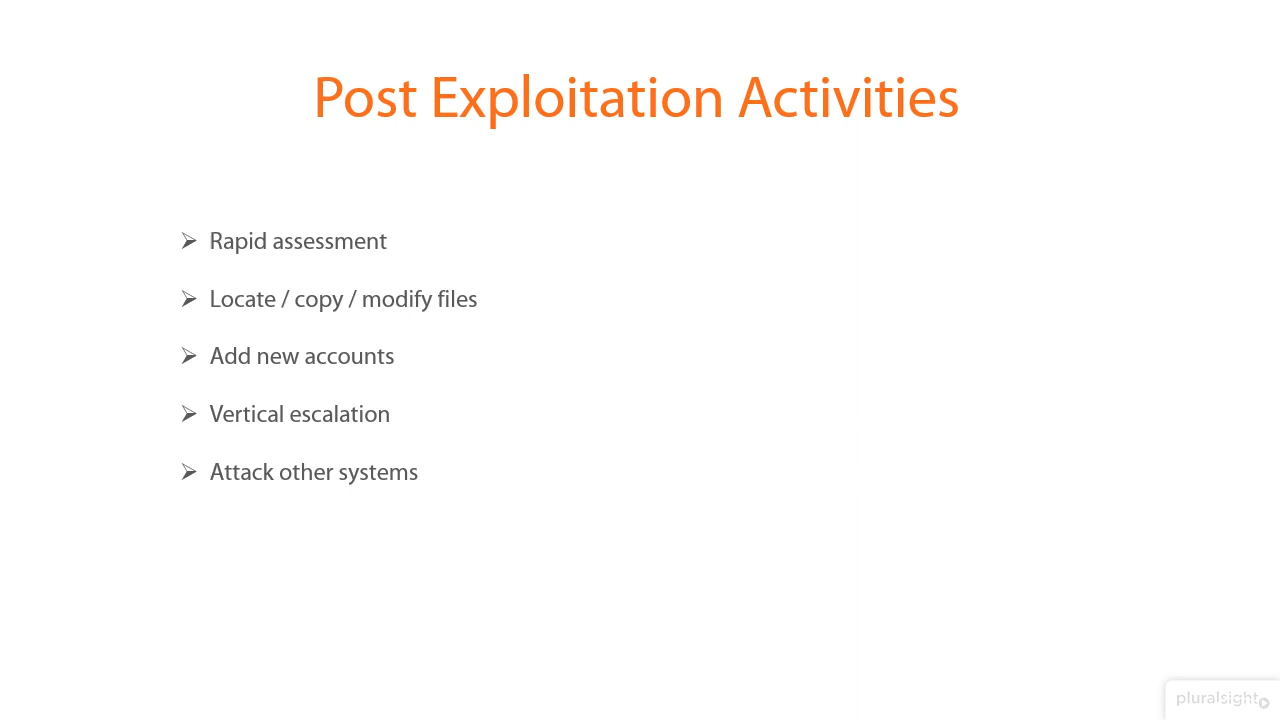 Post Exploitation Activities
➢ Rapid assessment
➢ Locate / copy / modify files
➢ Add new accounts
➢ Vertical escalation
➢ Attack other systems
pluralsight